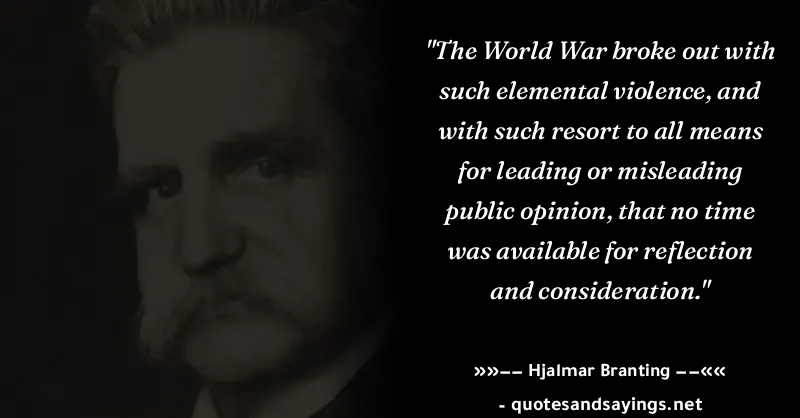 "The World War broke out with
such elemental violence, and
with such resort to all means
for leading or misleading
public opinion, that no time
was available for reflection
and consideration."
»»–– Hjalmar Branting ––««
- quotesandsayings.net